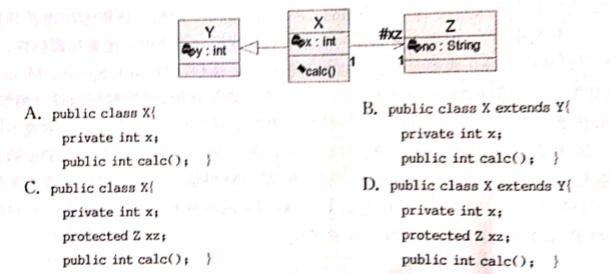 Y
y : int
X
x : int
calc()
#xz
1
1
Z
no : String
A. public class X{
private int x;
public int calc(); }
B. public class X extends Y{
private int x;
public int calc(); }
C. public class X{
private int x;
protected Z xz;
public int calc(); }
D. public class X extends Y{
private int x;
protected Z xz;
public int calc(); }